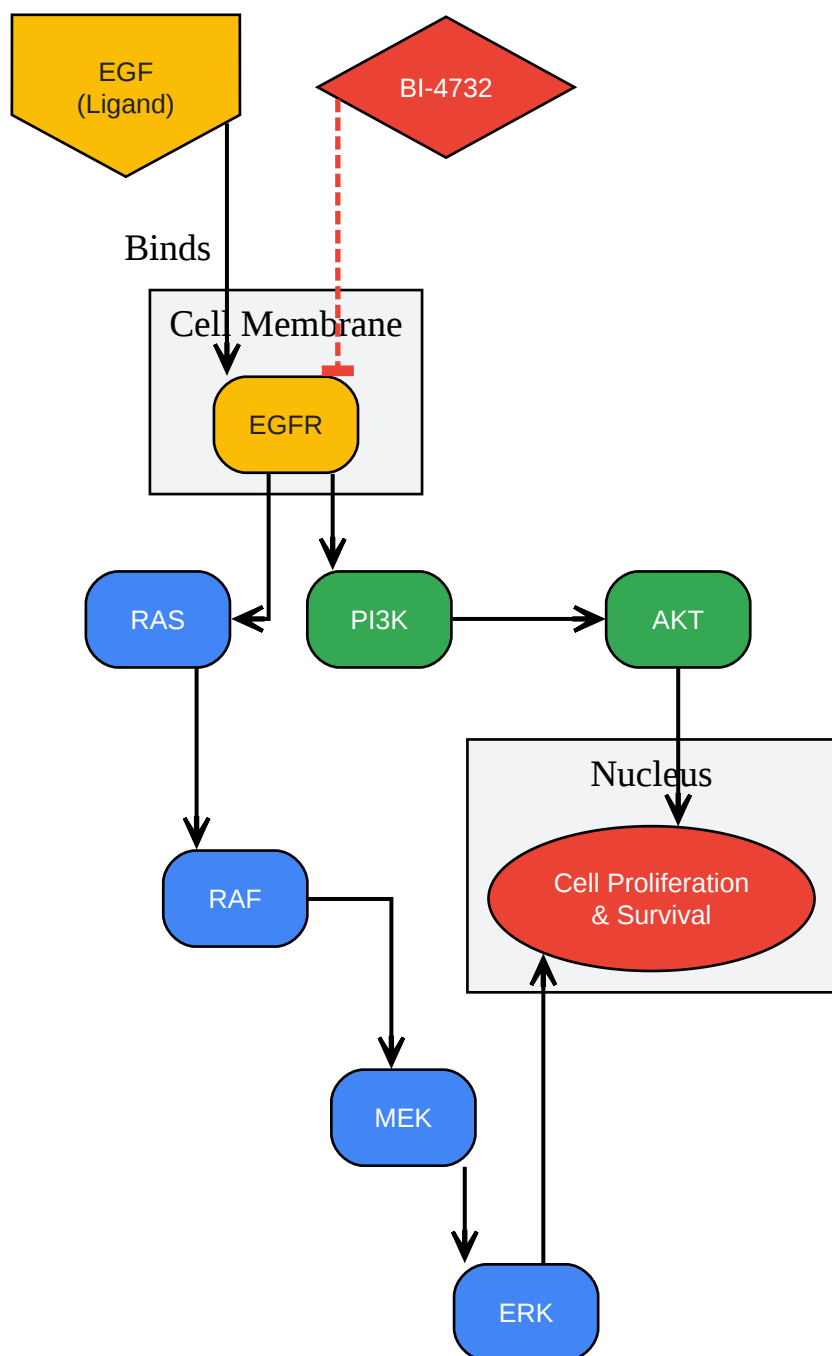 EGF
(Ligand)
BI-4732
Binds
Cell Membrane
EGFR
RAS
PI3K
AKT
Nucleus
RAF
Cell Proliferation
& Survival
MEK
ERK